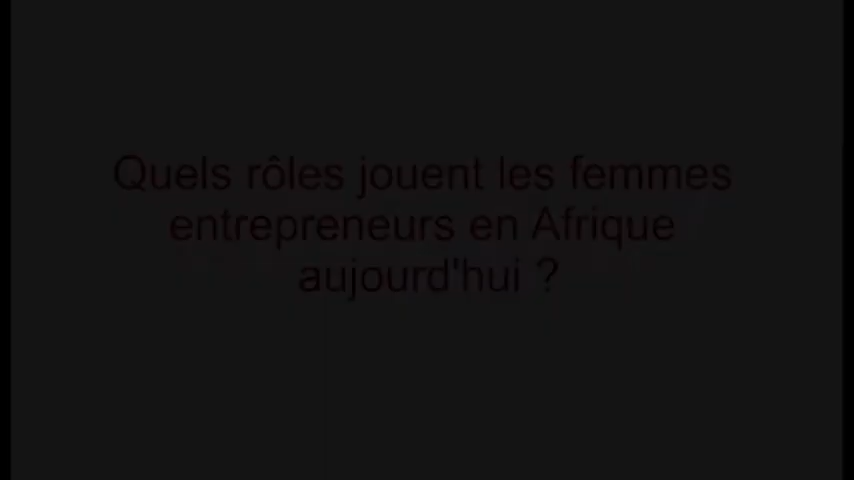 Quels rôles jouent les femmes
entrepreneurs en Afrique
aujourd'hui ?